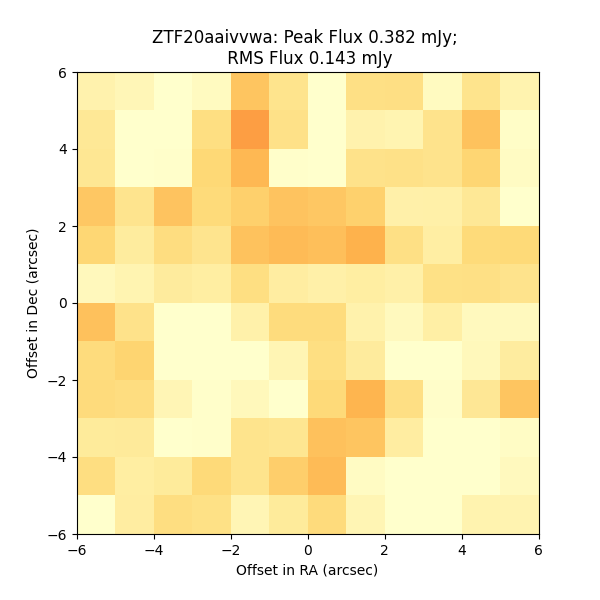 ZTF20aaivvwa: Peak Flux 0.382 mJy;
RMS Flux 0.143 mJy
6
4
2
0
−2
−4
−6
Offset in Dec (arcsec)
−6 −4 −2 0 2 4 6
Offset in RA (arcsec)